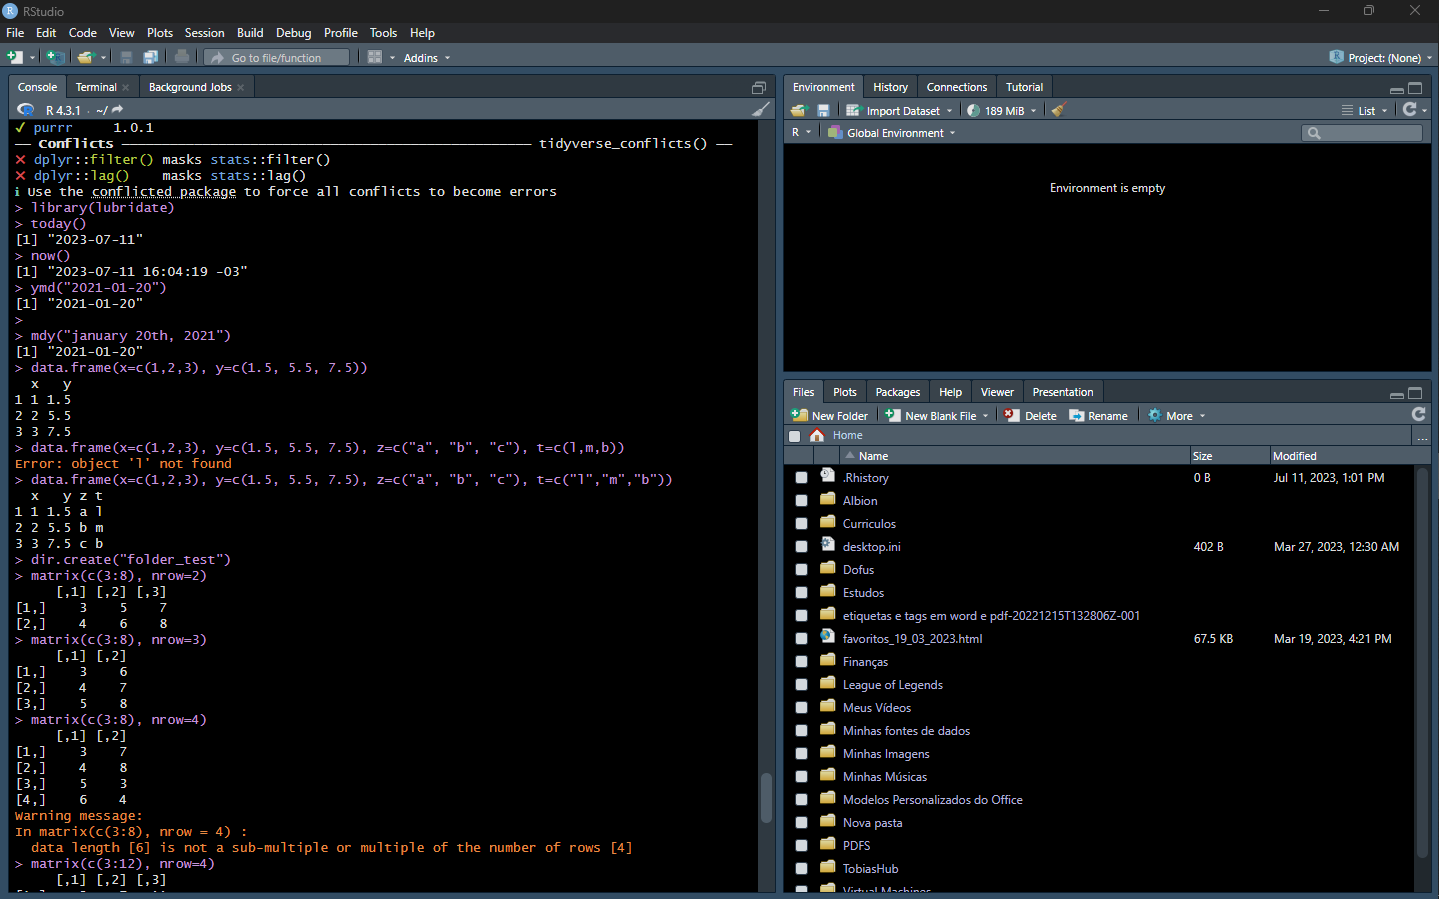 RStudio
File Edit Code View Plots Session Build Debug Profile Tools Help
Go to file/function Addins Project: (None)
Console Terminal Background Jobs
R 4.3.1 · ~/
✓ purrr 1.0.1
── Conflicts ────────── tidyverse_conflicts() ──
✕ dplyr::filter() masks stats::filter()
✕ dplyr::lag() masks stats::lag()
ℹ Use the conflicted package to force all conflicts to become errors
> library(lubridate)
> today()
[1] "2023-07-11"
> now()
[1] "2023-07-11 16:04:19 -03"
> ymd("2021-01-20")
[1] "2021-01-20"
>
> mdy("january 20th, 2021")
[1] "2021-01-20"
> data.frame(x=c(1,2,3), y=c(1.5, 5.5, 7.5))
x y
1 1 1.5
2 2 5.5
3 3 7.5
> data.frame(x=c(1,2,3), y=c(1.5, 5.5, 7.5), z=c("a", "b", "c"), t=c(l,m,b))
Error: object 'l' not found
> data.frame(x=c(1,2,3), y=c(1.5, 5.5, 7.5), z=c("a", "b", "c"), t=c("l","m","b"))
x y z t
1 1 1.5 a l
2 2 5.5 b m
3 3 7.5 c b
> dir.create("folder_test")
> matrix(c(3:8), nrow=2)
[,1] [,2] [,3]
[1,] 3 5 7
[2,] 4 6 8
> matrix(c(3:8), nrow=3)
[,1] [,2]
[1,] 3 6
[2,] 4 7
[3,] 5 8
> matrix(c(3:8), nrow=4)
[,1] [,2]
[1,] 3 7
[2,] 4 8
[3,] 5 3
[4,] 6 4
Warning message:
In matrix(c(3:8), nrow = 4) :
data length [6] is not a sub-multiple or multiple of the number of rows [4]
> matrix(c(3:12), nrow=4)
[,1] [,2] [,3]
Environment History Connections Tutorial
Import Dataset 189 MiB List
R Global Environment
Environment is empty
Files Plots Packages Help Viewer Presentation
New Folder New Blank File Delete Rename More
Home ...
Name Size Modified
.Rhistory 0 B Jul 11, 2023, 1:01 PM
Albion
Curriculos
desktop.ini 402 B Mar 27, 2023, 12:30 AM
Dofus
Estudos
etiquetas e tags em word e pdf-20221215T132806Z-001
favoritos_19_03_2023.html 67.5 KB Mar 19, 2023, 4:21 PM
Finanças
League of Legends
Meus Vídeos
Minhas fontes de dados
Minhas Imagens
Minhas Músicas
Modelos Personalizados do Office
Nova pasta
PDFS
TobiasHub
Virtual Machines